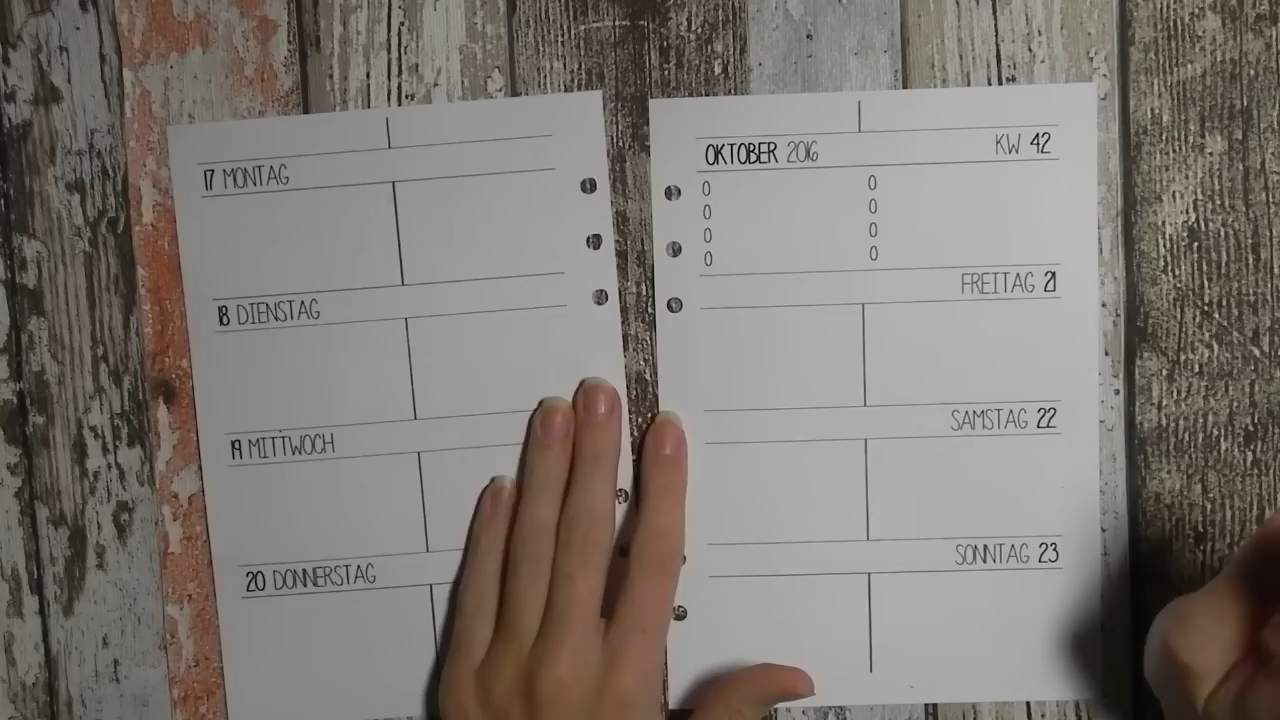 17 MONTAG
18 DIENSTAG
19 MITTWOCH
20 DONNERSTAG
OKTOBER 2016 KW 42
0 0
0 0
0 0
0 0
FREITAG 21
SAMSTAG 22
SONNTAG 23